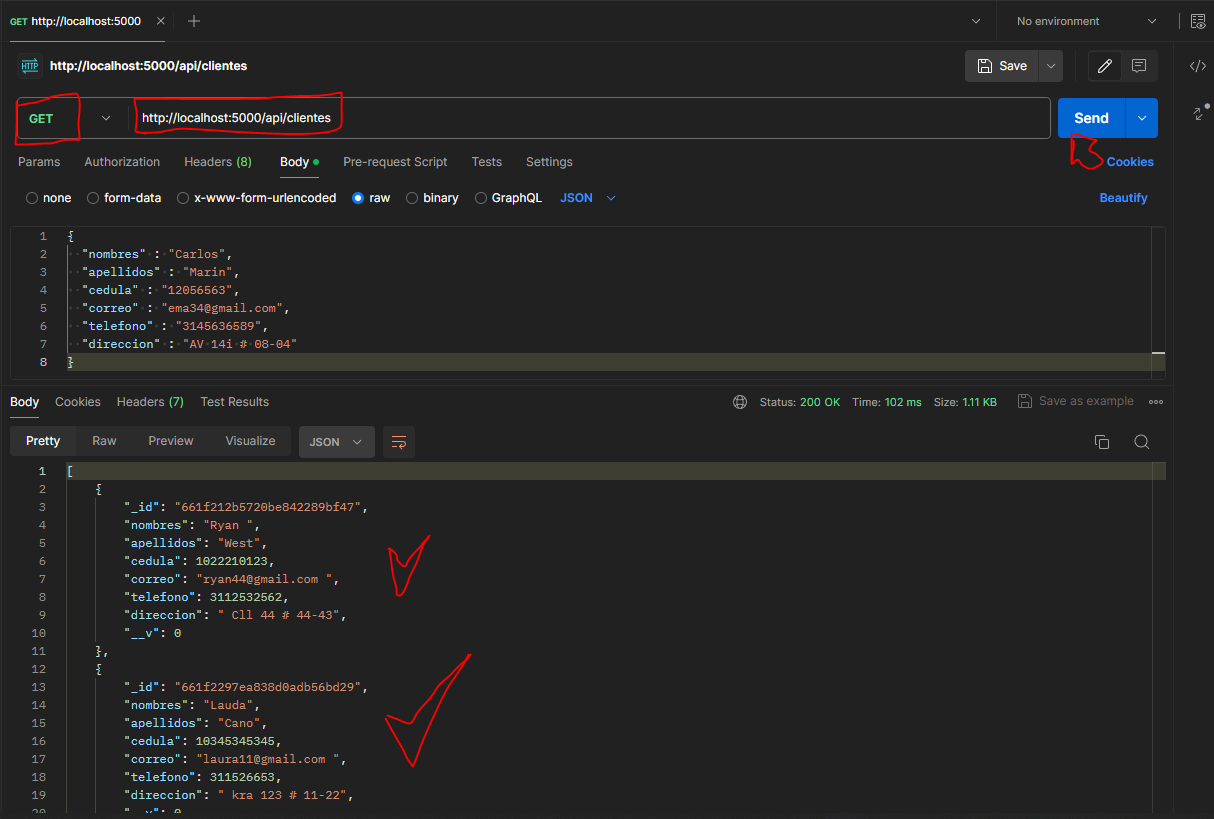 GET http://localhost:5000
No environment
HTTP http://localhost:5000/api/clientes
Save
GET http://localhost:5000/api/clientes Send
Params Authorization Headers (8) Body Pre-request Script Tests Settings Cookies
none form-data x-www-form-urlencoded raw binary GraphQL JSON Beautify
1 {
2 "nombres" : "Carlos",
3 "apellidos" : "Marin",
4 "cedula" : "12056563",
5 "correo" : "ema34@gmail.com",
6 "telefono" : "3145636589",
7 "direccion" : "AV 14i # 08-04"
8 }
Body Cookies Headers (7) Test Results Status: 200 OK Time: 102 ms Size: 1.11 KB Save as example
Pretty Raw Preview Visualize JSON
1 [
2 {
3 "_id": "661f212b5720be842289bf47",
4 "nombres": "Ryan ",
5 "apellidos": "West",
6 "cedula": 1022210123,
7 "correo": "ryan44@gmail.com ",
8 "telefono": 3112532562,
9 "direccion": " Cll 44 # 44-43",
10 "__v": 0
11 },
12 {
13 "_id": "661f2297ea838d0adb56bd29",
14 "nombres": "Lauda",
15 "apellidos": "Cano",
16 "cedula": 10345345345,
17 "correo": "laura11@gmail.com ",
18 "telefono": 311526653,
19 "direccion": " kra 123 # 11-22",
20 "__v": 0